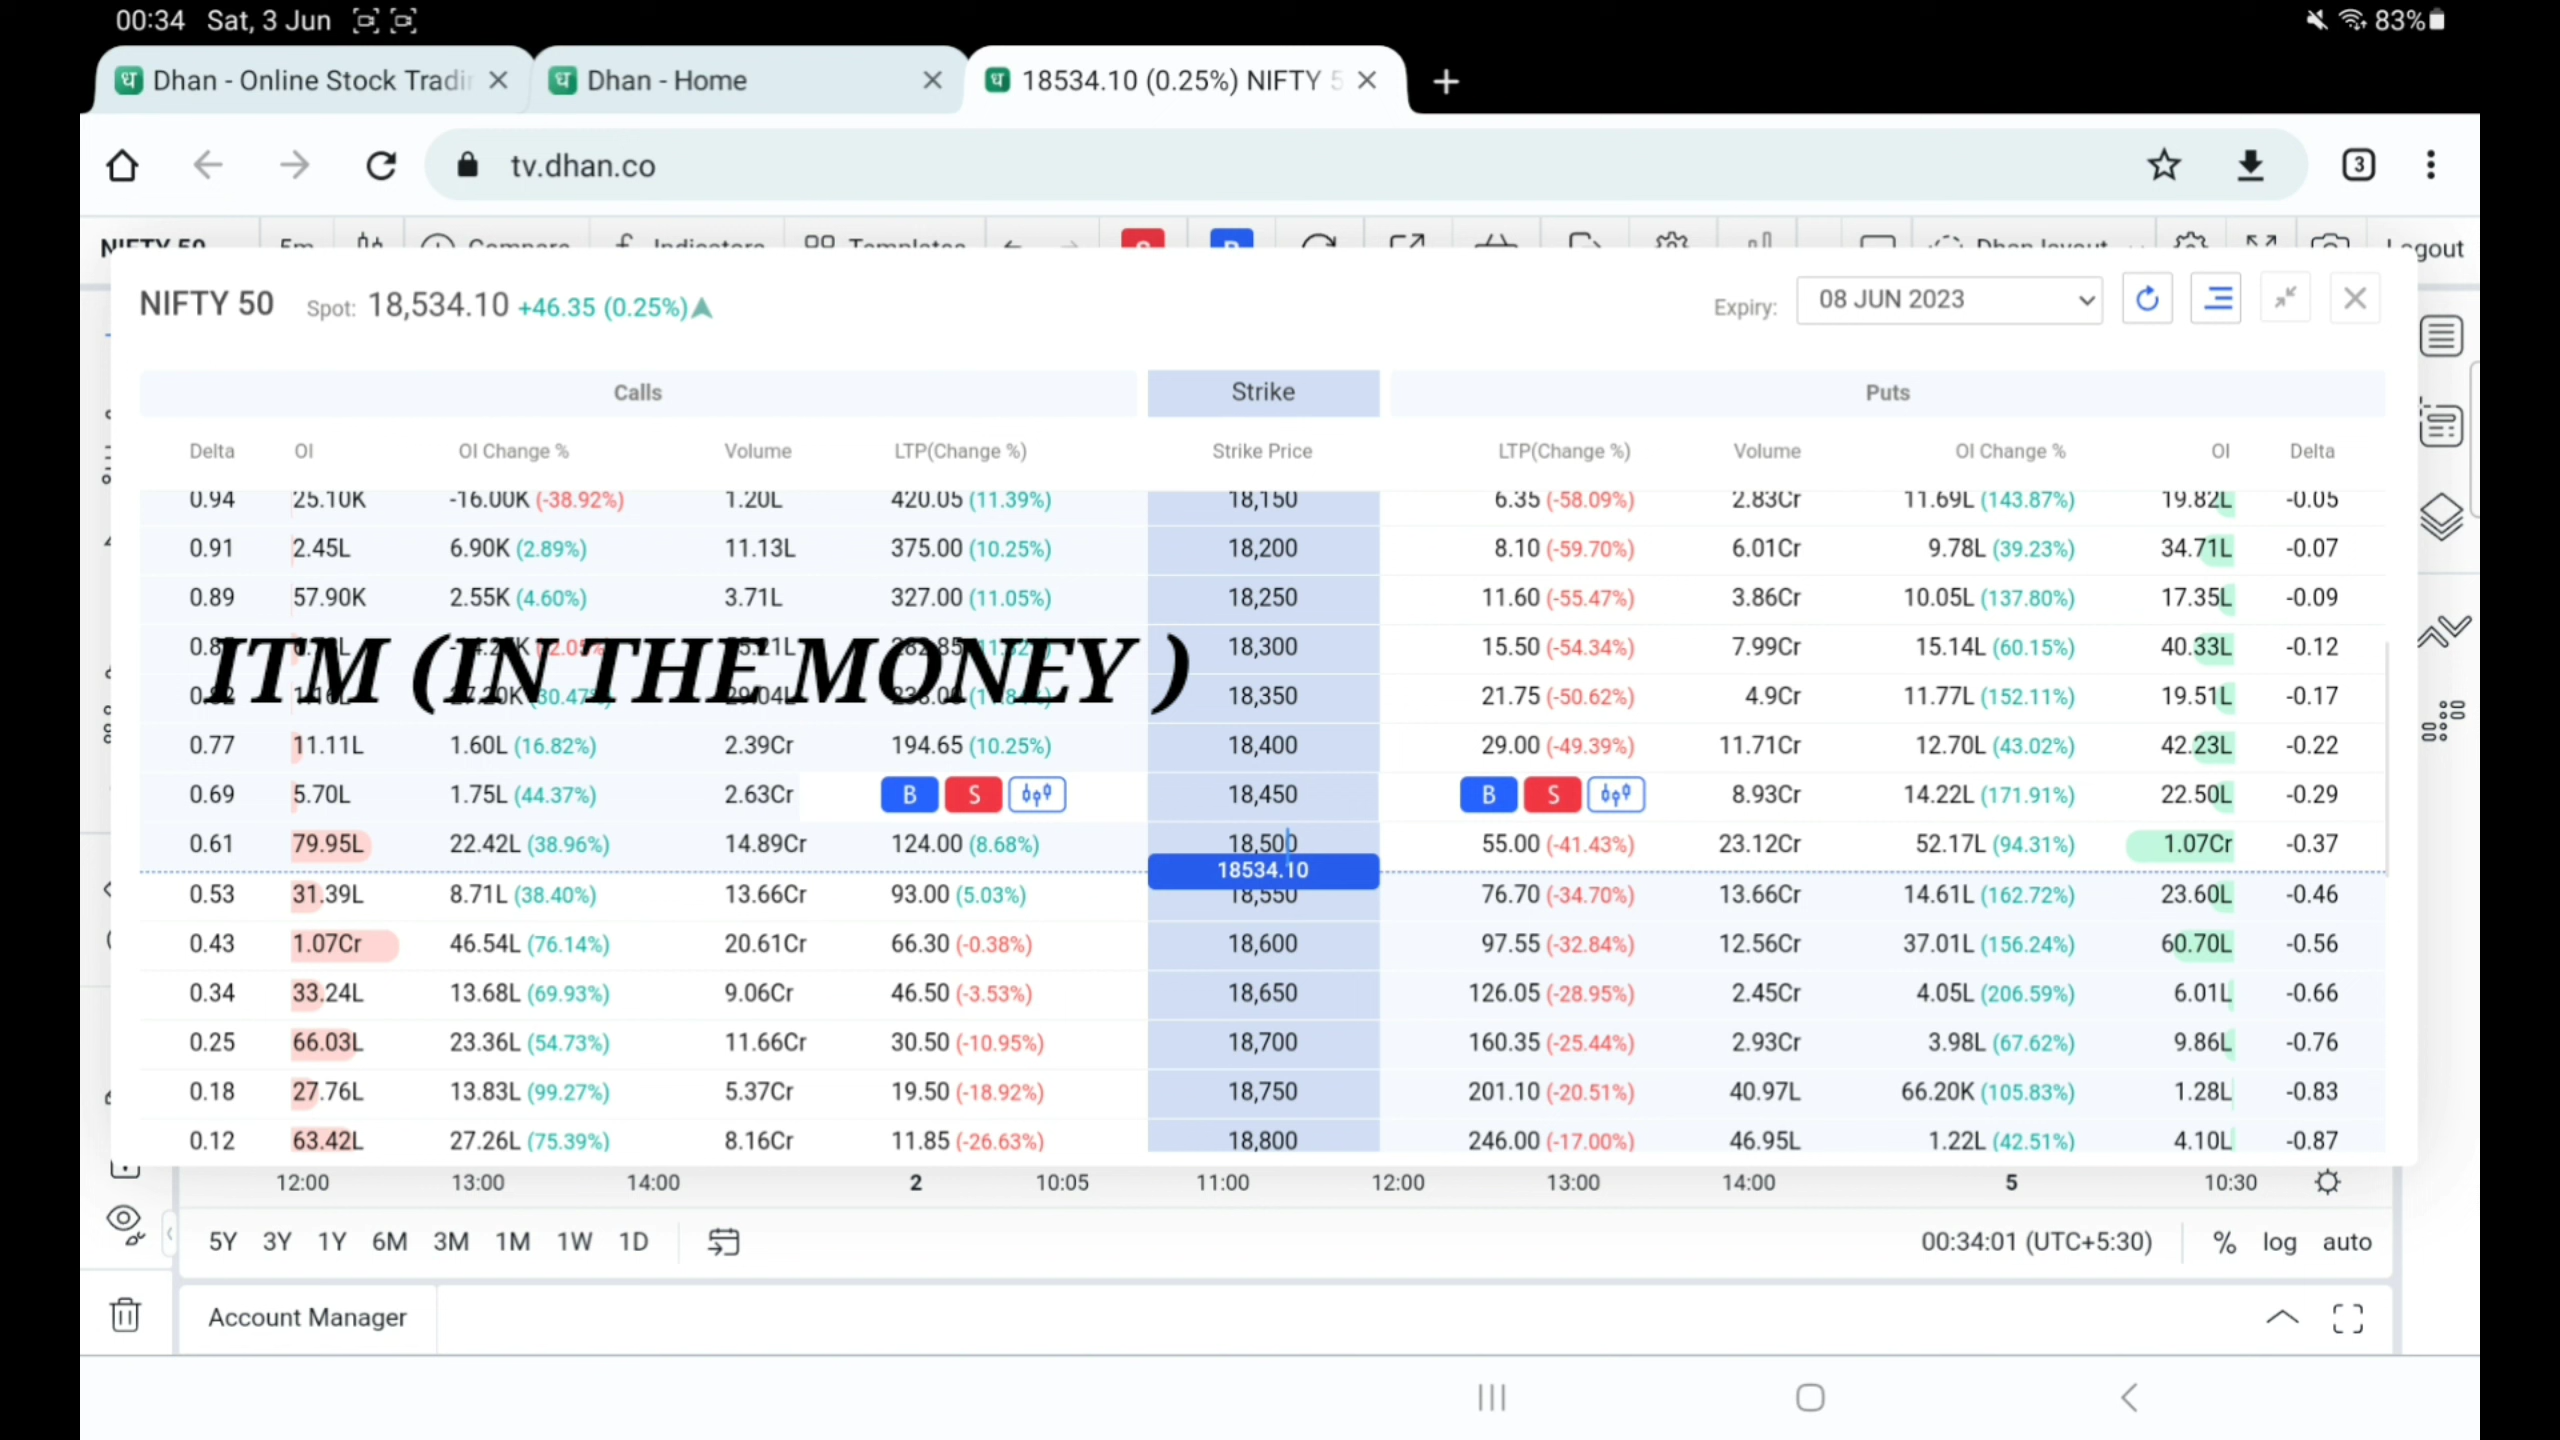 00:34 Sat, 3 Jun 83%
Dhan - Online Stock Tradin Dhan - Home 18534.10 (0.25%) NIFTY 5
tv.dhan.co 3
NIFTY 50 5m Compare Indicators Templates S B Dhan layout Logout
NIFTY 50 Spot: 18,534.10 +46.35 (0.25%) Expiry: 08 JUN 2023
Calls Strike Puts
Delta OI OI Change % Volume LTP(Change %) Strike Price LTP(Change %) Volume OI Change % OI Delta
0.94 25.10K -16.00K (-38.92%) 1.20L 420.05 (11.39%) 18,150 6.35 (-58.09%) 2.83Cr 11.69L (143.87%) 19.82L -0.05
0.91 2.45L 6.90K (2.89%) 11.13L 375.00 (10.25%) 18,200 8.10 (-59.70%) 6.01Cr 9.78L (39.23%) 34.71L -0.07
0.89 57.90K 2.55K (4.60%) 3.71L 327.00 (11.05%) 18,250 11.60 (-55.47%) 3.86Cr 10.05L (137.80%) 17.35L -0.09
18,300 15.50 (-54.34%) 7.99Cr 15.14L (60.15%) 40.33L -0.12
ITM (IN THE MONEY )
18,350 21.75 (-50.62%) 4.9Cr 11.77L (152.11%) 19.51L -0.17
0.77 11.11L 1.60L (16.82%) 2.39Cr 194.65 (10.25%) 18,400 29.00 (-49.39%) 11.71Cr 12.70L (43.02%) 42.23L -0.22
0.69 5.70L 1.75L (44.37%) 2.63Cr B S 18,450 B S 8.93Cr 14.22L (171.91%) 22.50L -0.29
0.61 79.95L 22.42L (38.96%) 14.89Cr 124.00 (8.68%) 18,500 55.00 (-41.43%) 23.12Cr 52.17L (94.31%) 1.07Cr -0.37
18534.10
0.53 31.39L 8.71L (38.40%) 13.66Cr 93.00 (5.03%) 18,550 76.70 (-34.70%) 13.66Cr 14.61L (162.72%) 23.60L -0.46
0.43 1.07Cr 46.54L (76.14%) 20.61Cr 66.30 (-0.38%) 18,600 97.55 (-32.84%) 12.56Cr 37.01L (156.24%) 60.70L -0.56
0.34 33.24L 13.68L (69.93%) 9.06Cr 46.50 (-3.53%) 18,650 126.05 (-28.95%) 2.45Cr 4.05L (206.59%) 6.01L -0.66
0.25 66.03L 23.36L (54.73%) 11.66Cr 30.50 (-10.95%) 18,700 160.35 (-25.44%) 2.93Cr 3.98L (67.62%) 9.86L -0.76
0.18 27.76L 13.83L (99.27%) 5.37Cr 19.50 (-18.92%) 18,750 201.10 (-20.51%) 40.97L 66.20K (105.83%) 1.28L -0.83
0.12 63.42L 27.26L (75.39%) 8.16Cr 11.85 (-26.63%) 18,800 246.00 (-17.00%) 46.95L 1.22L (42.51%) 4.10L -0.87
12:00 13:00 14:00 2 10:05 11:00 12:00 13:00 14:00 5 10:30
5Y 3Y 1Y 6M 3M 1M 1W 1D 00:34:01 (UTC+5:30) % log auto
Account Manager